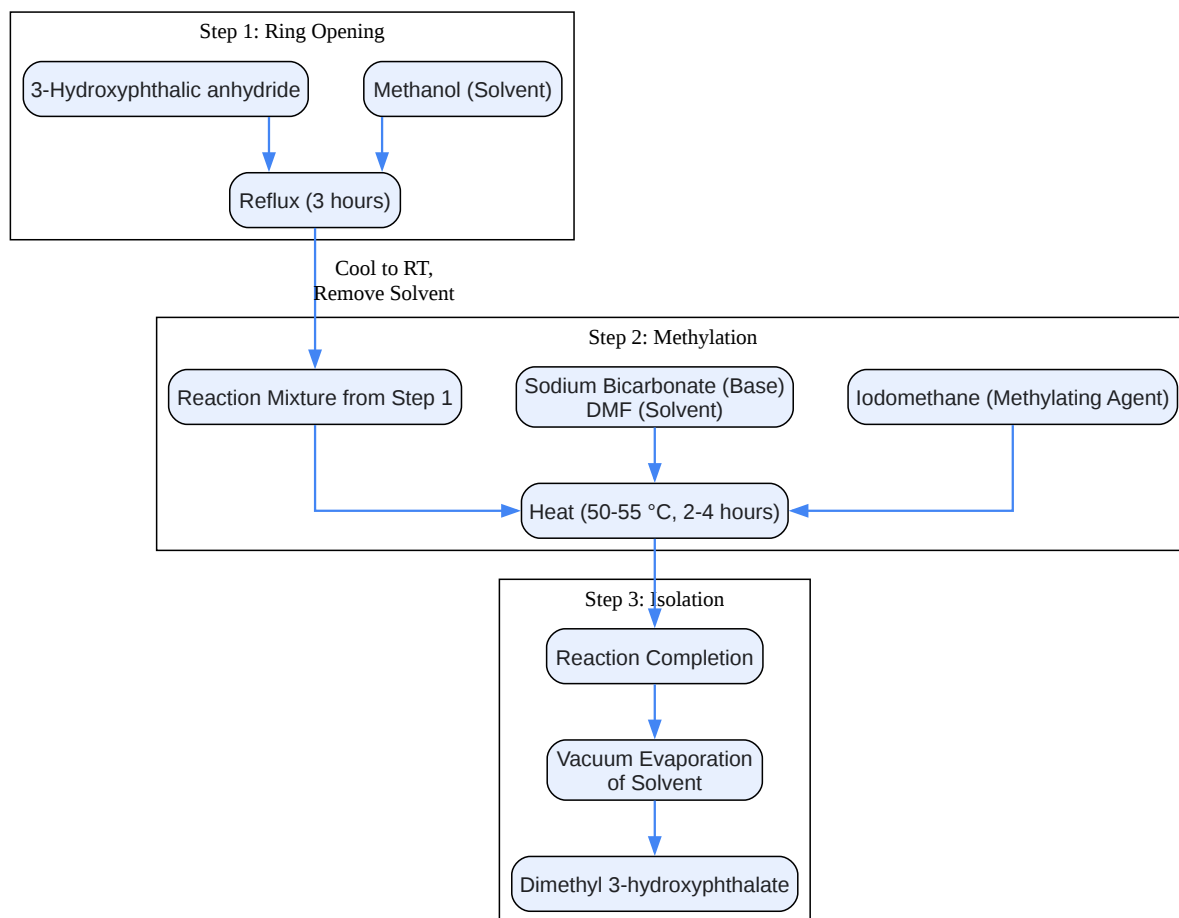 Step 1: Ring Opening
3-Hydroxyphthalic anhydride
Methanol (Solvent)
Reflux (3 hours)
Cool to RT,
Remove Solvent
Step 2: Methylation
Reaction Mixture from Step 1
Sodium Bicarbonate (Base)
DMF (Solvent)
Iodomethane (Methylating Agent)
Heat (50-55 °C, 2-4 hours)
Step 3: Isolation
Reaction Completion
Vacuum Evaporation
of Solvent
Dimethyl 3-hydroxyphthalate